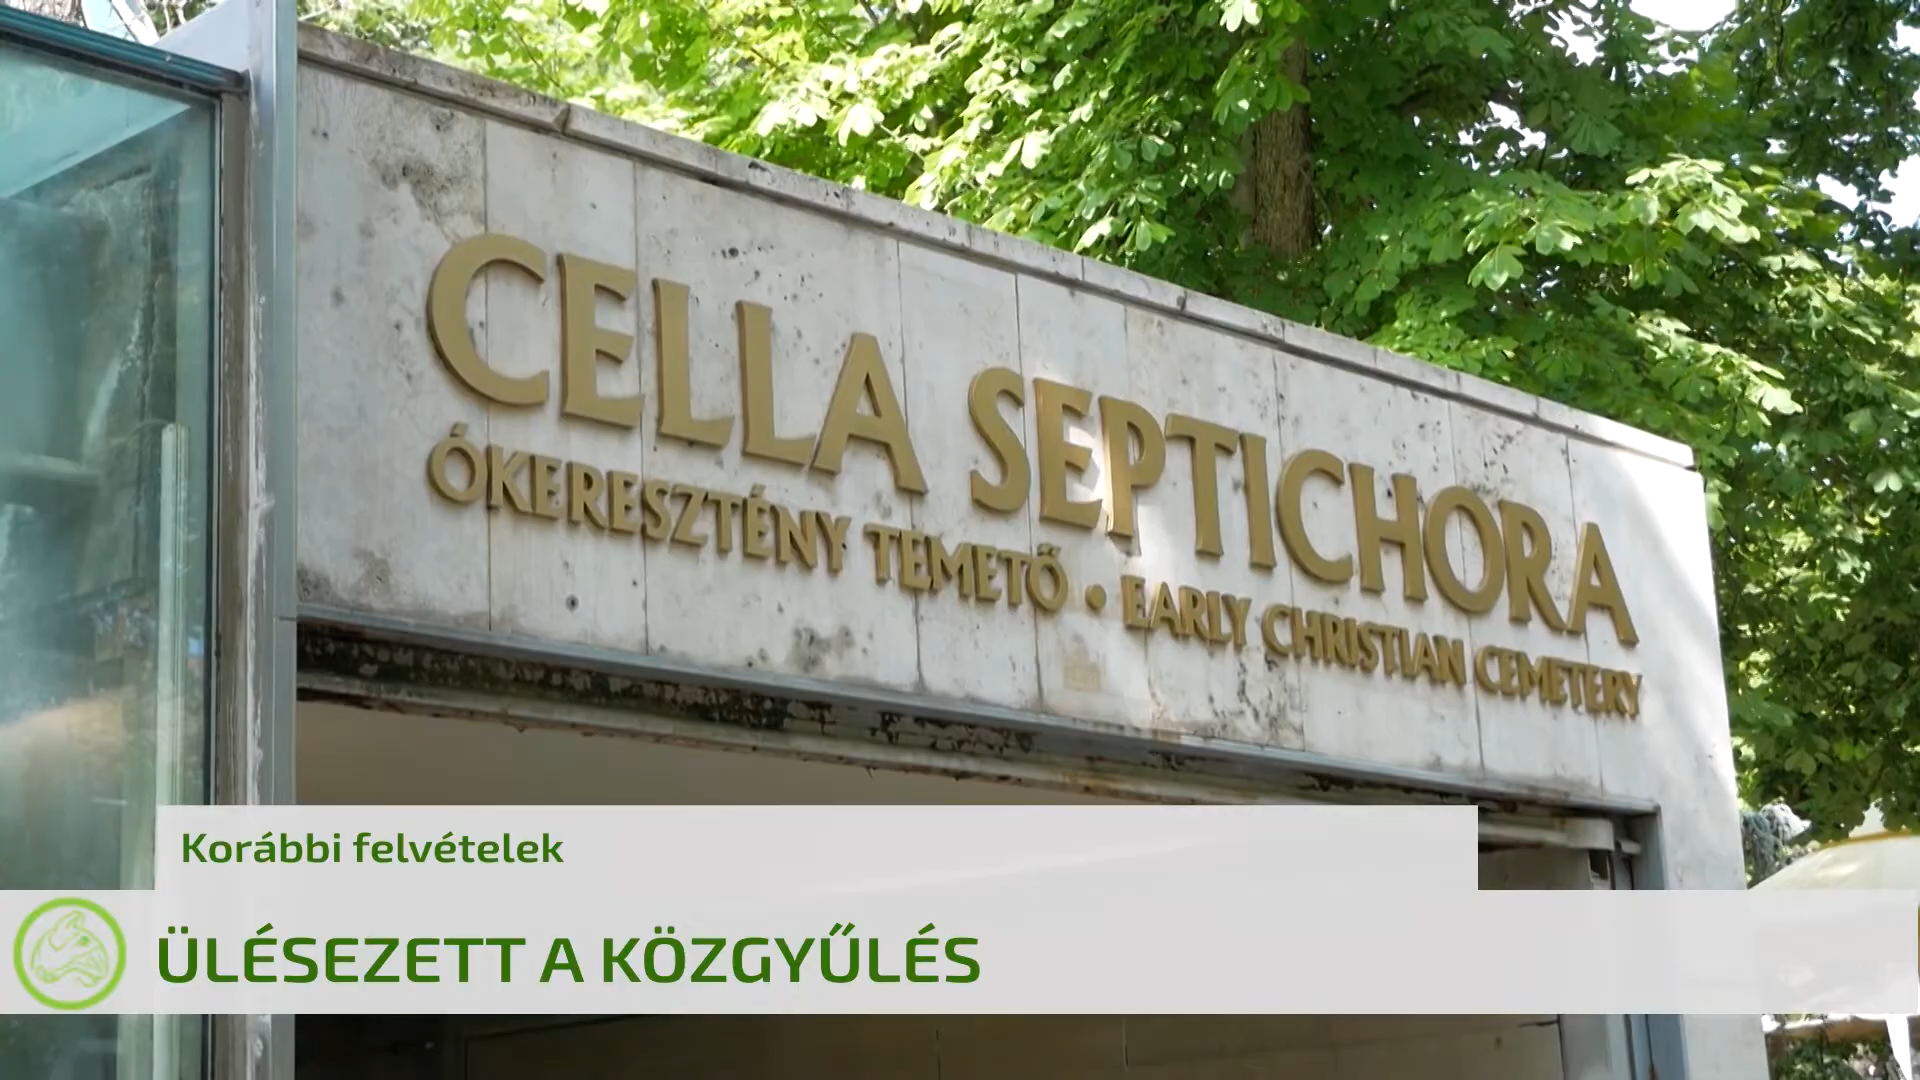 CELLA SEPTICHORA
ÓKERESZTÉNY TEMETŐ • EARLY CHRISTIAN CEMETERY
Korábbi felvételek
ÜLÉSEZETT A KÖZGYŰLÉS